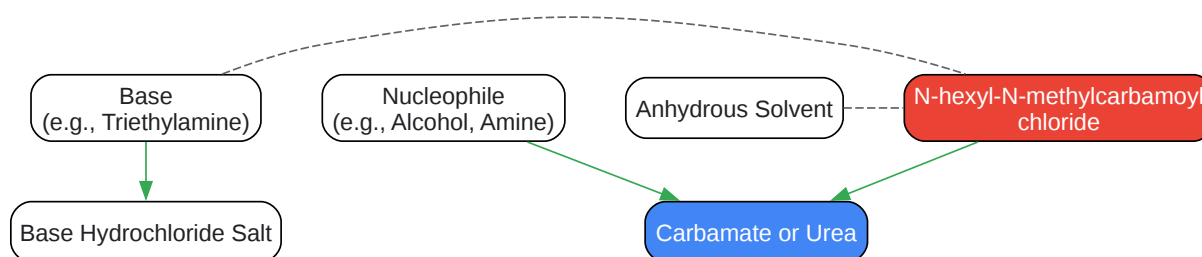 Base
(e.g., Triethylamine)
Nucleophile
(e.g., Alcohol, Amine)
Anhydrous Solvent
N-hexyl-N-methylcarbamoyl
chloride
Base Hydrochloride Salt
Carbamate or Urea